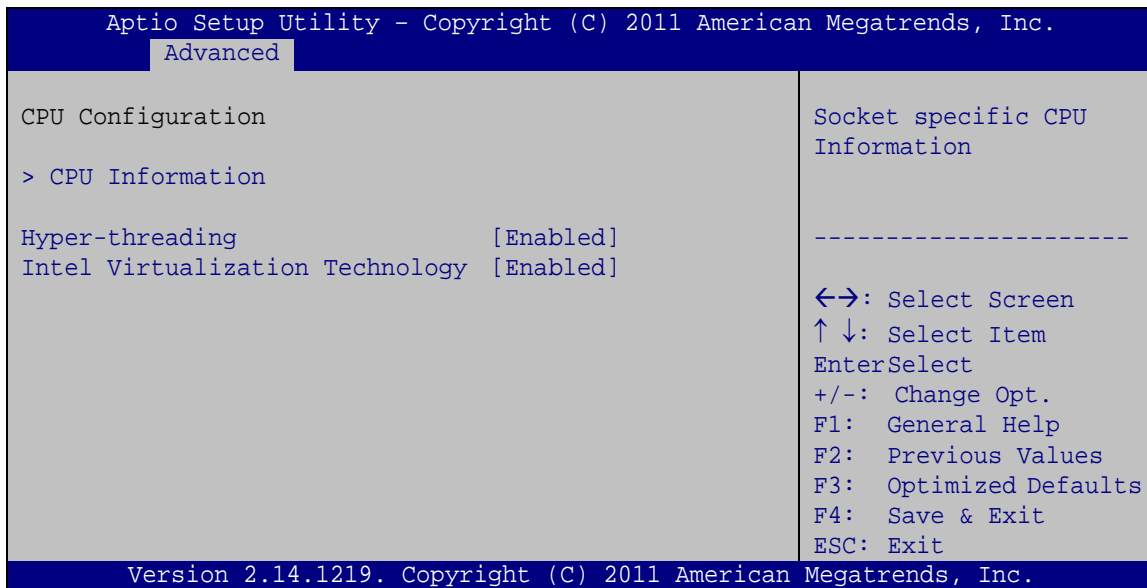 Aptio Setup Utility – Copyright (C) 2011 American Megatrends, Inc.
Advanced
CPU Configuration
> CPU Information
Hyper-threading [Enabled]
Intel Virtualization Technology [Enabled]
Socket specific CPU
Information
----------------------
←→: Select Screen
↑ ↓: Select Item
EnterSelect
+/-: Change Opt.
F1: General Help
F2: Previous Values
F3: Optimized Defaults
F4: Save & Exit
ESC: Exit
Version 2.14.1219. Copyright (C) 2011 American Megatrends, Inc.